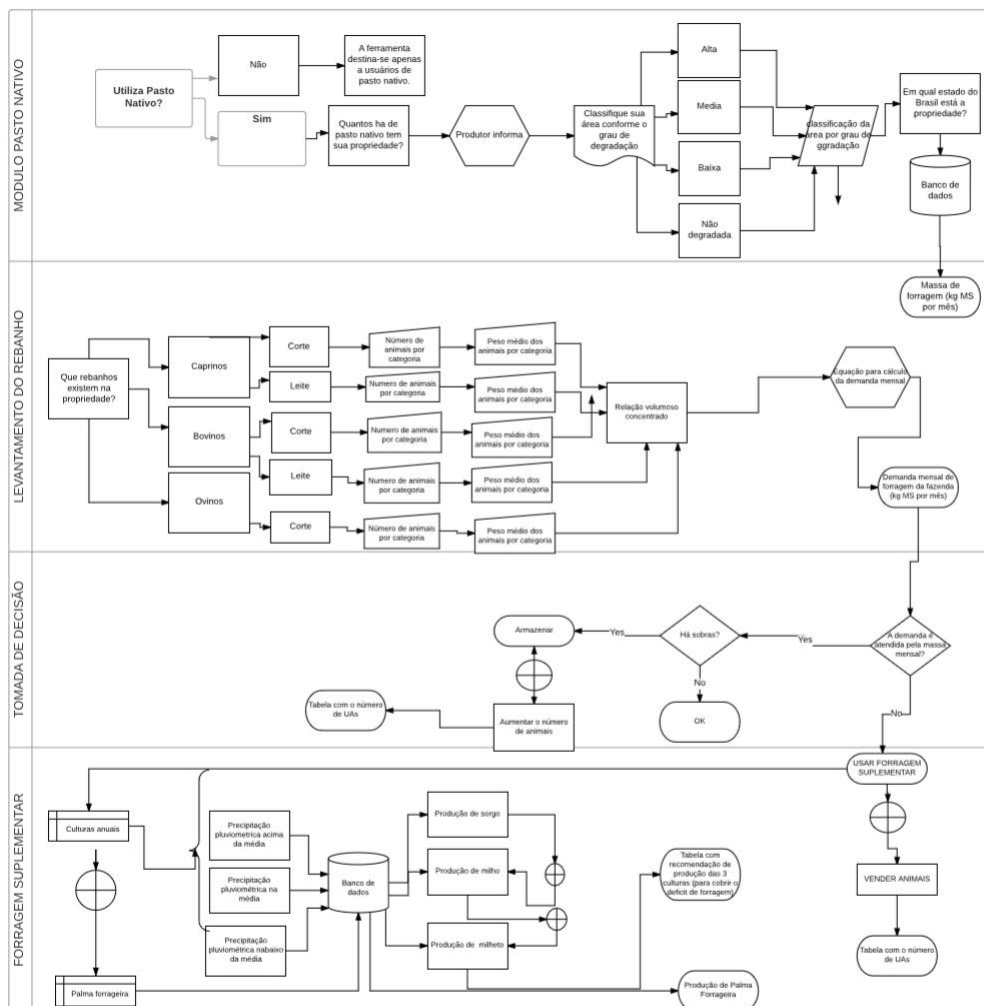 MODULO PASTO NATIVO
Utiliza Pasto
Nativo?
Não
A ferramenta
destina-se apenas
a usuários de
pasto nativo.
Sim
Quantos ha de
pasto nativo tem
sua propriedade?
Produtor informa
Classifique sua
área conforme o
grau de
degradação
Alta
Media
Baixa
Não
degradada
classificação da
área por grau de
ggradação
Em qual estado do
Brasil está a
propriedade?
Banco de
dados
Massa de
forragem (kg MS
por mês)
LEVANTAMENTO DO REBANHO
Que rebanhos
existem na
propriedade?
Caprinos
Bovinos
Ovinos
Corte
Número de
animais por
categoria
Peso médio dos
animais por categoria
Leite
Numero de animais
por categoria
Peso médio dos
animais por categoria
Corte
Numero de animais
por categoria
Peso médio dos
animais por categoria
Leite
Numero de animais
por categoria
Peso médio dos
animais por categoria
Corte
Número de animais
por categoria
Peso médio dos
animais por categoria
Relação volumoso
concentrado
Equação para cálculo
da demanda mensal
Demanda mensal de
forragem da fazenda
(kg MS por mês)
TOMADA DE DECISÃO
A demanda é
atendida pela massa
mensal?
Yes
Há sobras?
Yes
Armazenar
No
OK
Aumentar o número
de animais
Tabela com o número
de UAs
No
FORRAGEM SUPLEMENTAR
USAR FORRAGEM
SUPLEMENTAR
VENDER ANIMAIS
Tabela com o número
de UAs
Culturas anuais
Palma forrageira
Precipitação
pluviometrica acima
da média
Precipitação
pluviométrica na
média
Precipitação
pluviométrica nabaixo
da média
Banco de
dados
Produção de sorgo
Produção de milho
Produção de milheto
Tabela com
recomendação de
produção das 3
culturas (para cobrir o
deficit de forragem)
Produção de Palma
Forrageira